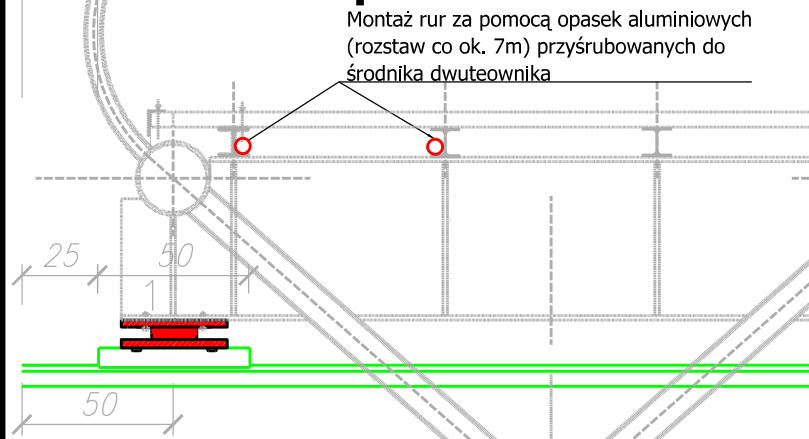 Montaż rur za pomocą opasek aluminiowych
(rozstaw co ok. 7m) przyśrubowanych do
środnika dwuteownika
25
50
1
50